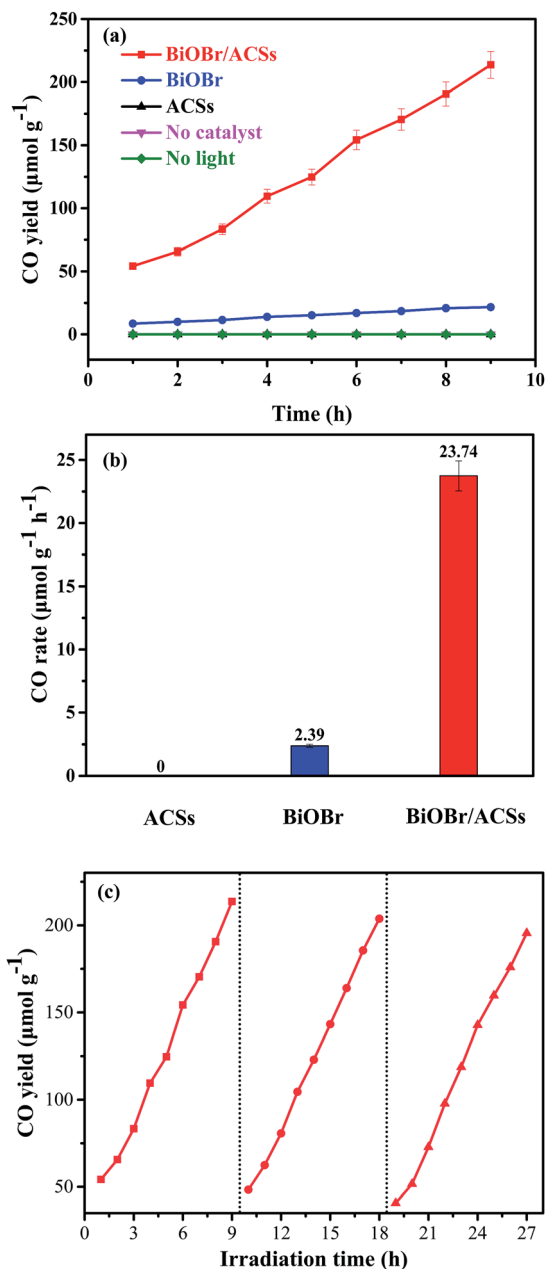 (a)
BiOBr/ACSs
BiOBr
ACSs
No catalyst
No light
CO yield (μmol g⁻¹)
250
200
150
100
50
0
0 2 4 6 8 10
Time (h)
(b)
CO rate (μmol g⁻¹ h⁻¹)
25
20
15
10
5
0
0
2.39
23.74
ACSs BiOBr BiOBr/ACSs
(c)
CO yield (μmol g⁻¹)
200
150
100
50
0 3 6 9 12 15 18 21 24 27
Irradiation time (h)